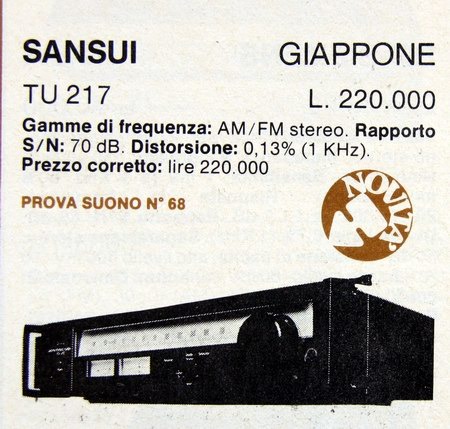 SANSUI GIAPPONE
TU 217 L. 220.000
Gamme di frequenza: AM/FM stereo. Rapporto
S/N: 70 dB. Distorsione: 0,13% (1 KHz).
Prezzo corretto: lire 220.000
PROVA SUONO N° 68
NOVITÀ